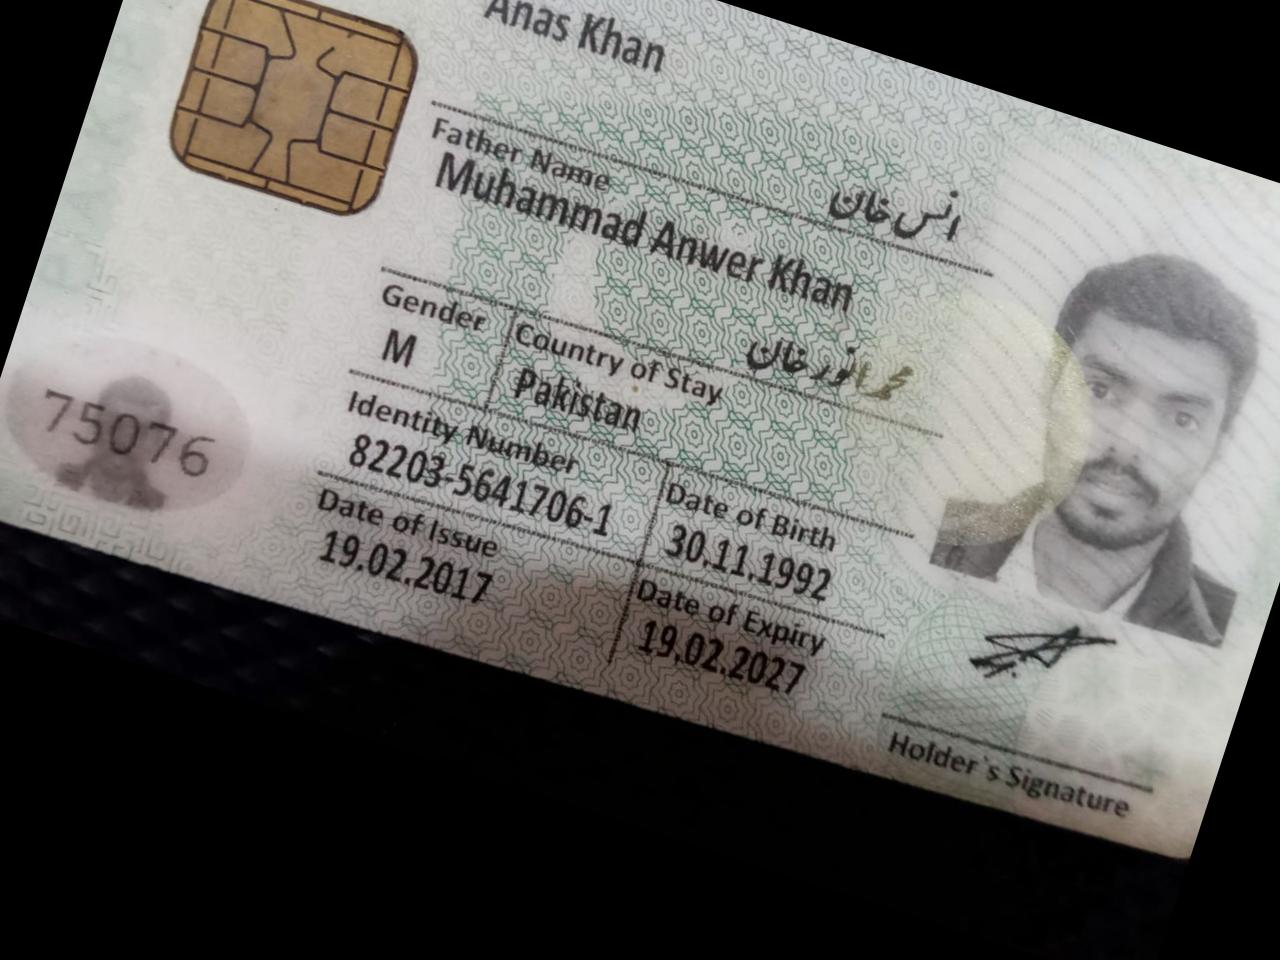 Anas Khan
انس خان
Father Name
Muhammad Anwer Khan
محمد انور خان
Gender
M
Country of Stay
Pakistan
Identity Number
82203-5641706-1
Date of Birth
30.11.1992
Date of Issue
19.02.2017
Date of Expiry
19.02.2027
75076
Holder`s Signature